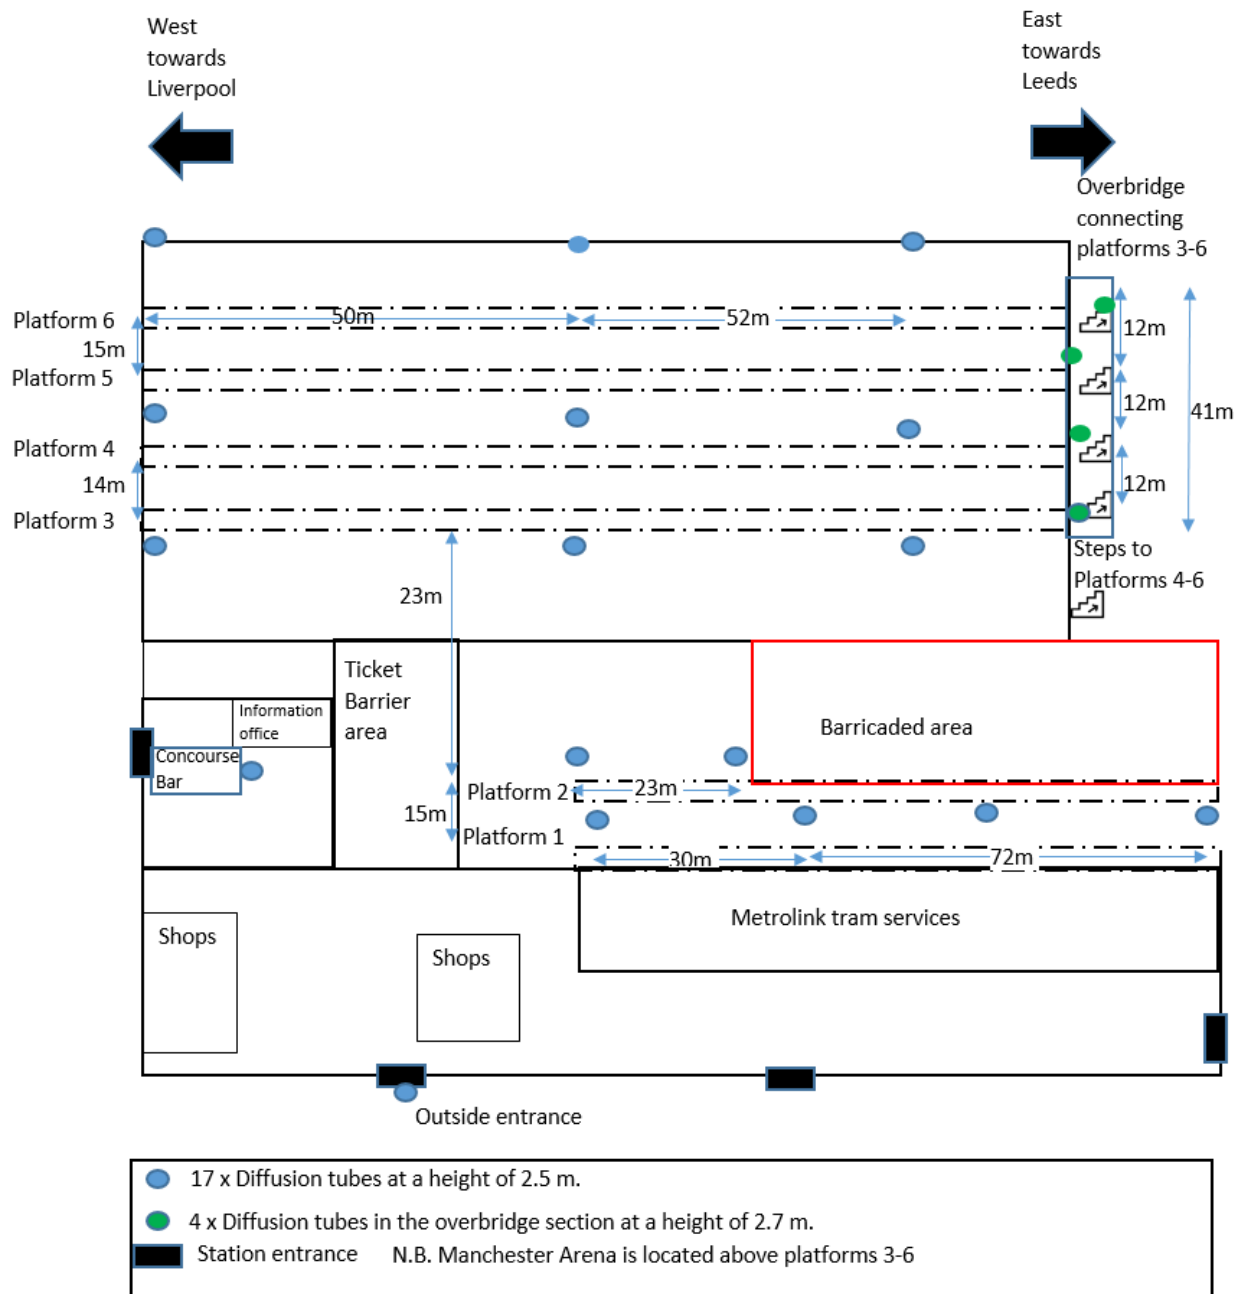 West
towards
Liverpool
East
towards
Leeds
Overbridge
connecting
platforms 3-6
Platform 6
50m
52m
12m
15m
Platform 5
12m
41m
Platform 4
14m
12m
Platform 3
Steps to
Platforms 4-6
23m
Ticket
Barrier
area
Information
office
Concourse
Bar
Barricaded area
Platform 2
23m
15m
Platform 1
30m
72m
Metrolink tram services
Shops
Shops
Outside entrance
17 x Diffusion tubes at a height of 2.5 m.
4 x Diffusion tubes in the overbridge section at a height of 2.7 m.
Station entrance N.B. Manchester Arena is located above platforms 3-6